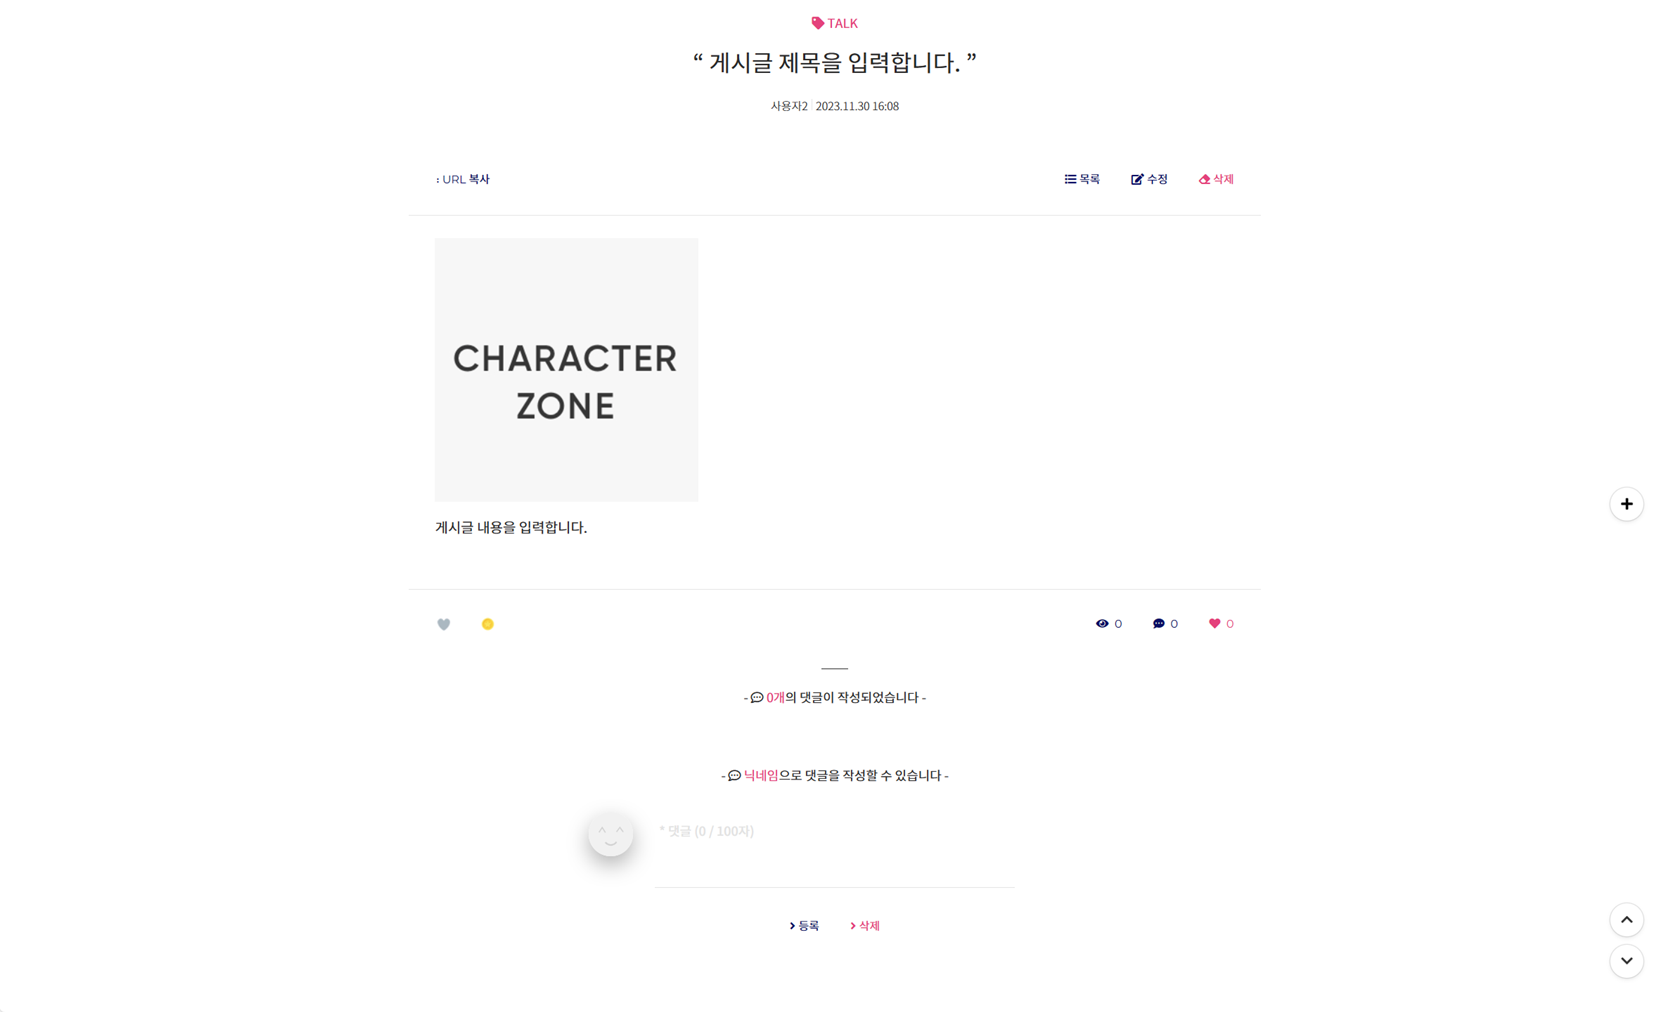 TALK
“ 게시글 제목을 입력합니다. ”
사용자2 2023.11.30 16:08
: URL 복사 목록 수정 삭제
CHARACTER
ZONE
게시글 내용을 입력합니다.
0 0 0
- 0개의 댓글이 작성되었습니다 -
- 닉네임으로 댓글을 작성할 수 있습니다 -
* 댓글 (0 / 100자)
등록 삭제